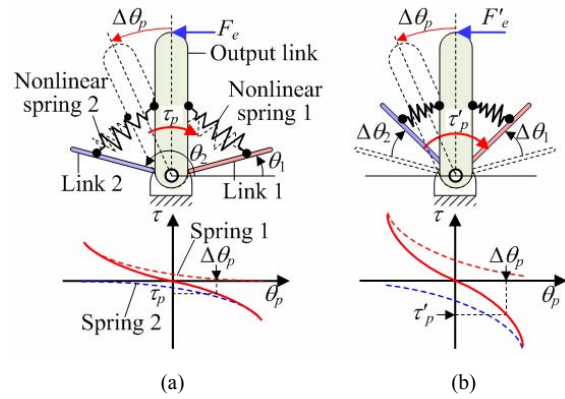 Δθp
Fe
Output link
Nonlinear
spring 2
τp
Nonlinear
spring 1
θ2
θ1
Link 2
Link 1
τ
Spring 1
Δθp
τp
θp
Spring 2
(a)
Δθp
F'e
τ'p
Δθ2
Δθ1
τ
Δθp
θp
τ'p
(b)